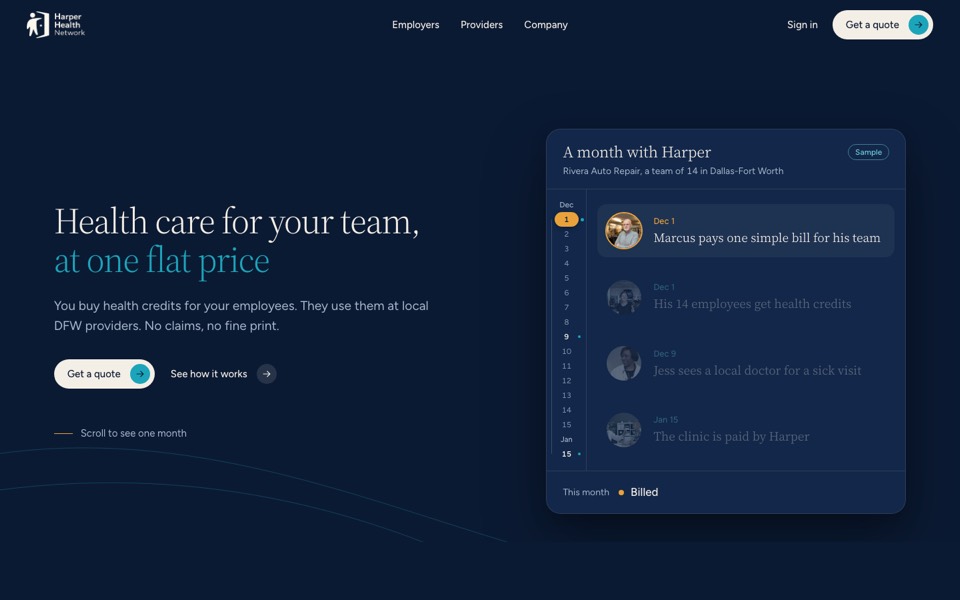 Harper
Health
Network
Employers
Providers
Company
Sign in
Get a quote
Health care for your team,
at one flat price
You buy health credits for your employees. They use them at local
DFW providers. No claims, no fine print.
Get a quote
See how it works
Scroll to see one month
A month with Harper
Sample
Rivera Auto Repair, a team of 14 in Dallas-Fort Worth
Dec
1
2
3
4
5
6
7
8
9
10
11
12
13
14
15
Jan
15
Dec 1
Marcus pays one simple bill for his team
Dec 1
His 14 employees get health credits
Dec 9
Jess sees a local doctor for a sick visit
Jan 15
The clinic is paid by Harper
This month
Billed